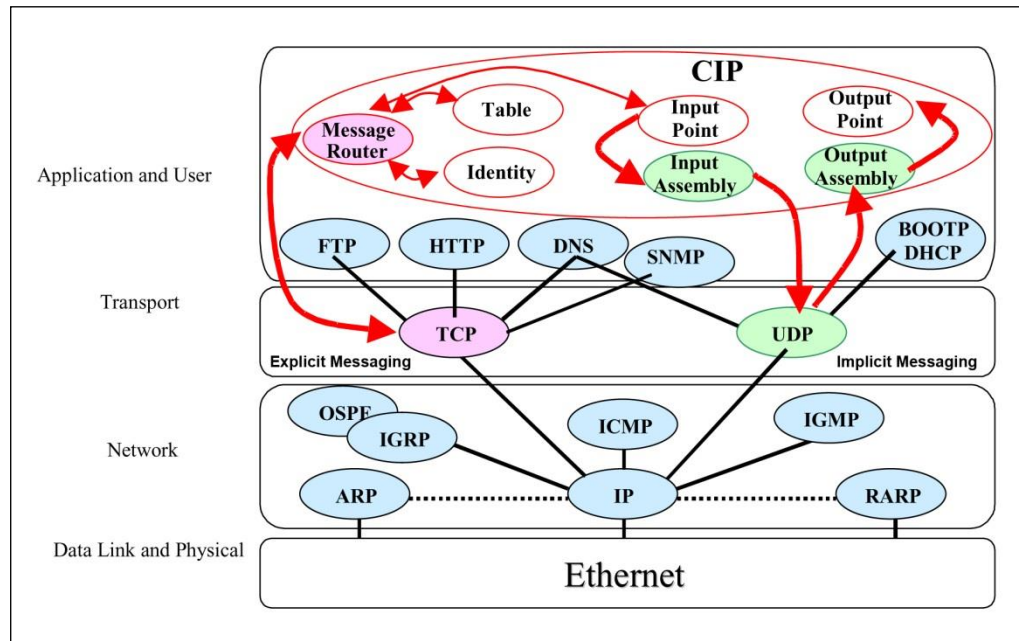 CIP
Table
Input
Point
Output
Point
Message
Router
Application and User
Identity
Input
Assembly
Output
Assembly
FTP
HTTP
DNS
SNMP
BOOTP
DHCP
Transport
TCP
UDP
Explicit Messaging
Implicit Messaging
OSPF
IGRP
ICMP
IGMP
Network
ARP
IP
RARP
Data Link and Physical
Ethernet